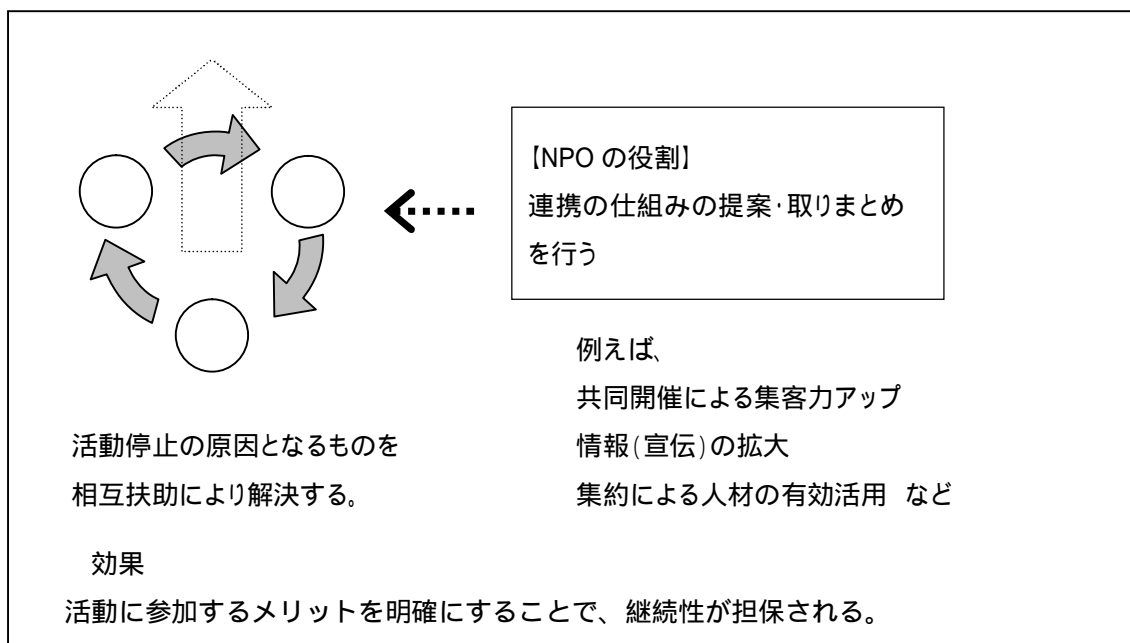 【NPO の役割】
連携の仕組みの提案・取りまとめ
を行う
例えば、
共同開催による集客力アップ
情報(宣伝)の拡大
集約による人材の有効活用 など
活動停止の原因となるものを
相互扶助により解決する。
効果
活動に参加するメリットを明確にすることで、継続性が担保される。